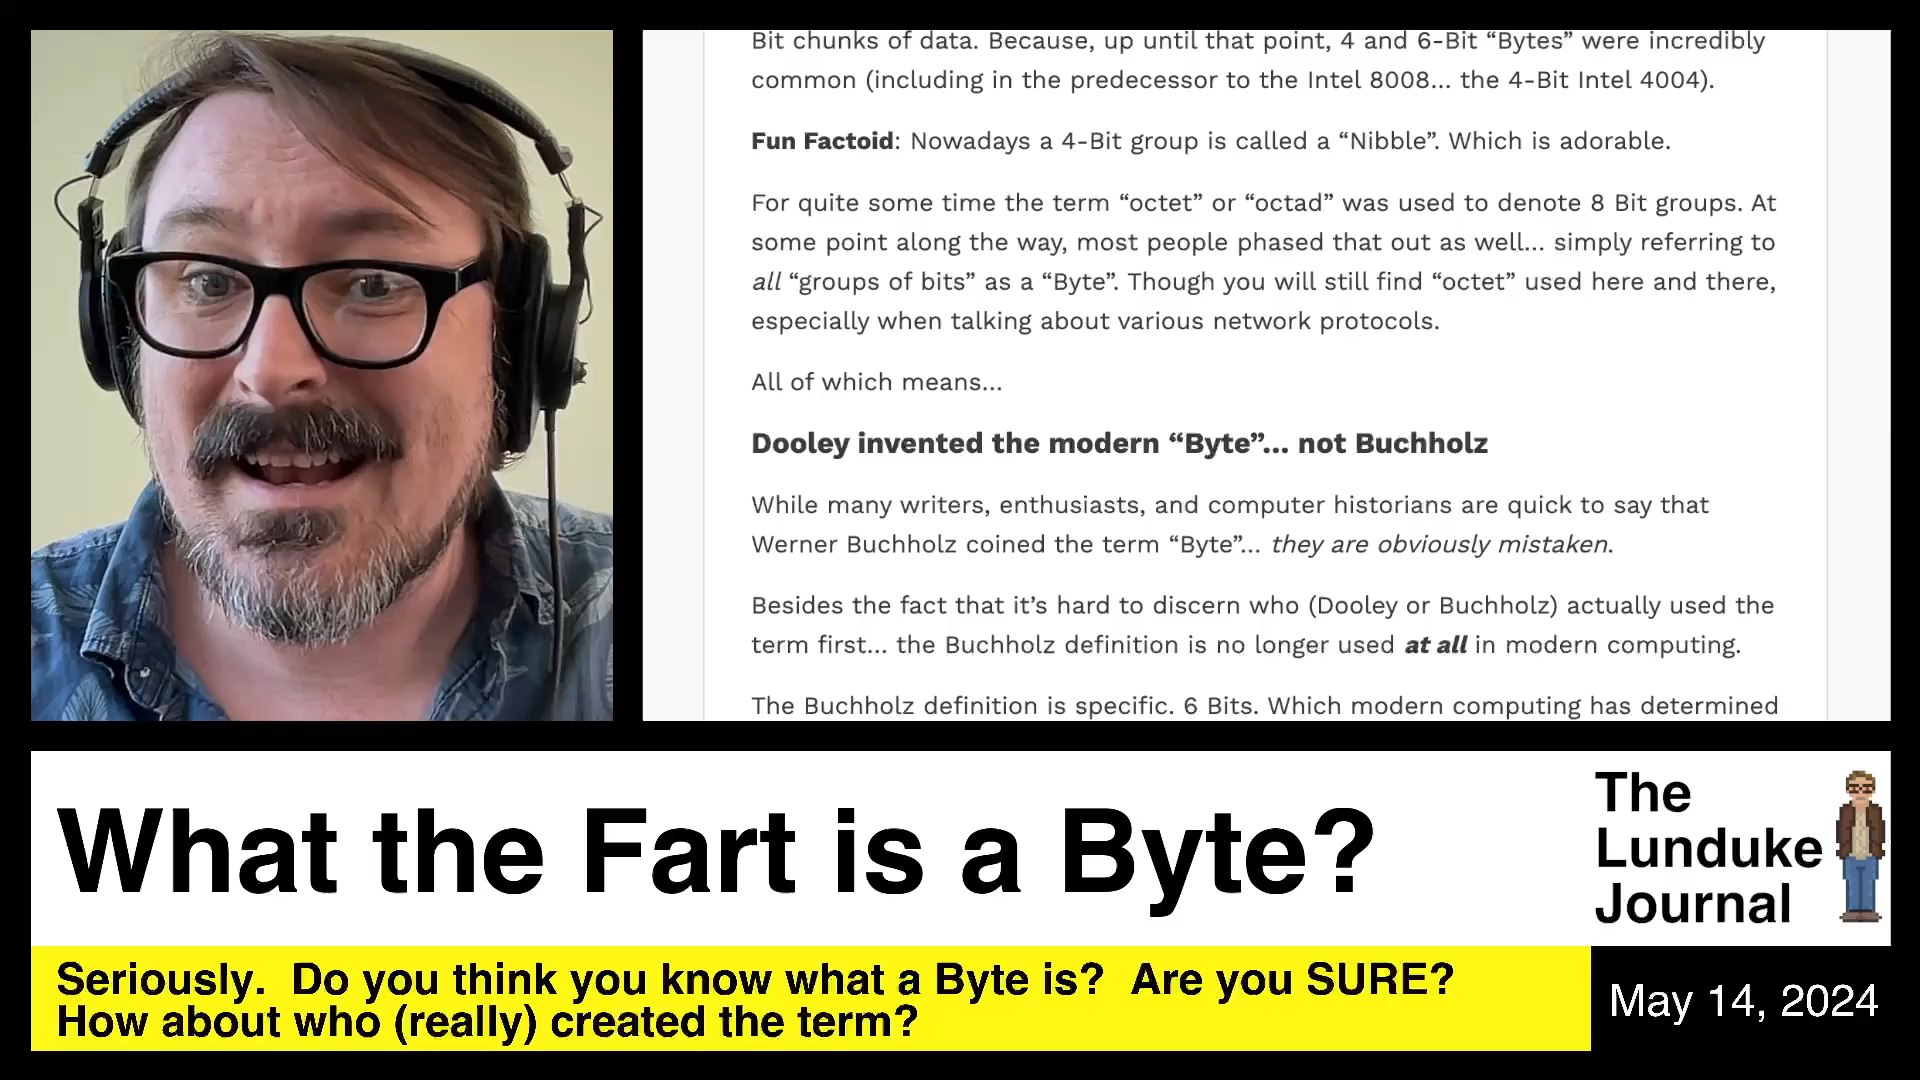 Bit chunks of data. Because, up until that point, 4 and 6-Bit “Bytes” were incredibly
common (including in the predecessor to the Intel 8008... the 4-Bit Intel 4004).
Fun Factoid: Nowadays a 4-Bit group is called a “Nibble”. Which is adorable.
For quite some time the term “octet” or “octad” was used to denote 8 Bit groups. At
some point along the way, most people phased that out as well... simply referring to
all “groups of bits” as a “Byte”. Though you will still find “octet” used here and there,
especially when talking about various network protocols.
All of which means...
Dooley invented the modern “Byte”... not Buchholz
While many writers, enthusiasts, and computer historians are quick to say that
Werner Buchholz coined the term “Byte”... they are obviously mistaken.
Besides the fact that it’s hard to discern who (Dooley or Buchholz) actually used the
term first... the Buchholz definition is no longer used at all in modern computing.
The Buchholz definition is specific. 6 Bits. Which modern computing has determined
What the Fart is a Byte?
The
Lunduke
Journal
Seriously.  Do you think you know what a Byte is?  Are you SURE?
How about who (really) created the term?
May 14, 2024